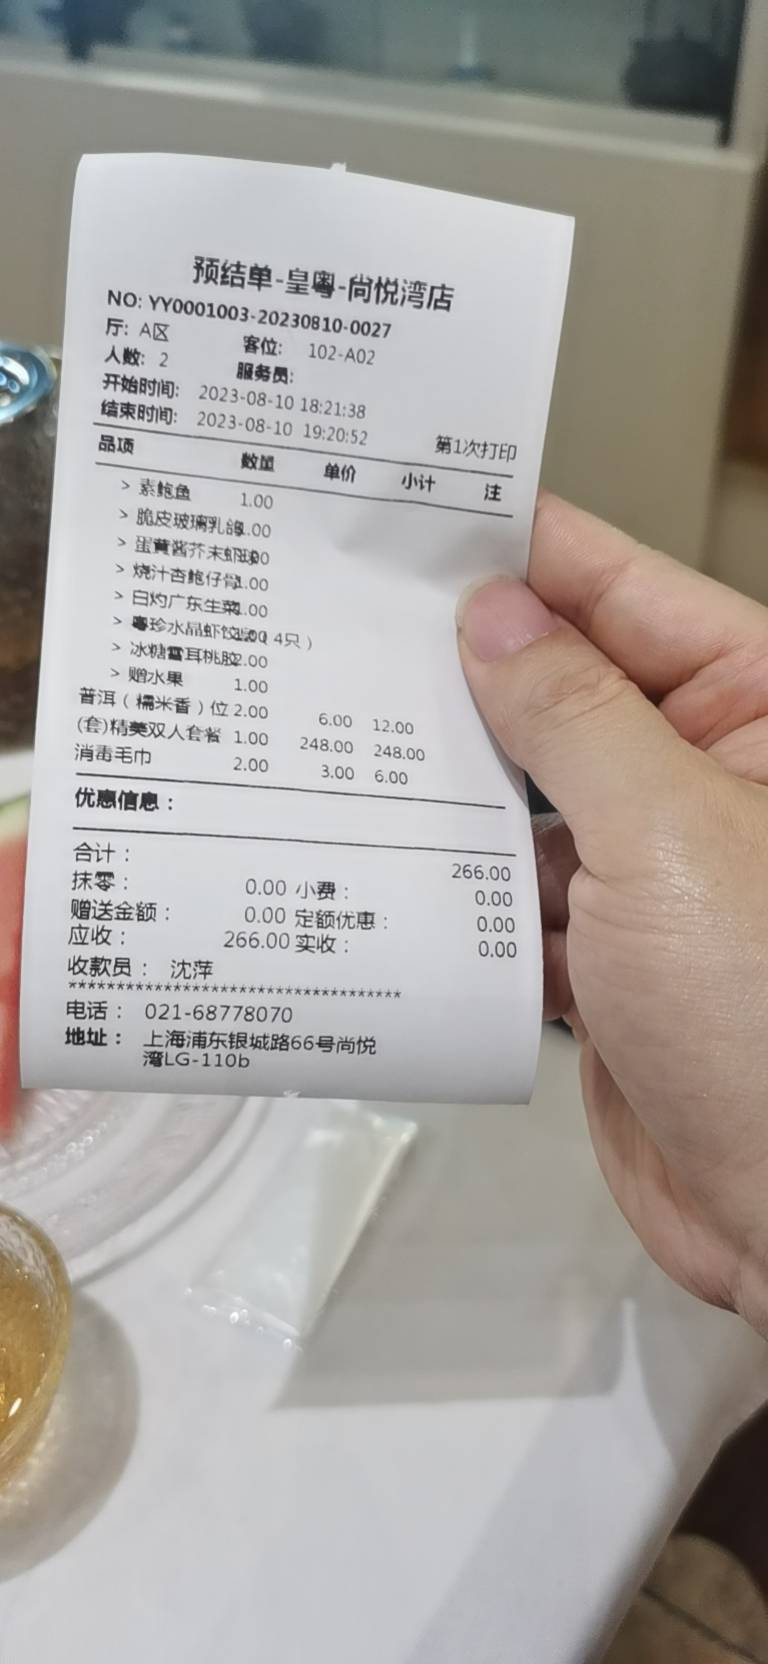 预结单-皇粤-尚悦湾店
NO: YY0001003-20230810-0027
厅: A区 客位: 102-A02
人数: 2 服务员:
开始时间: 2023-08-10 18:21:38
结束时间: 2023-08-10 19:20:52 第1次打印
品项 数量 单价 小计 注
> 素鲍鱼 1.00
> 脆皮玻璃乳鸽 .00
> 蛋黄酱芥末虾球 00
> 烧汁杏鲍仔骨 1.00
> 白灼广东生菜 .00
> 粤珍水晶虾饺皇(4只)
> 冰糖雪耳桃胶 2.00
> 赠水果 1.00
普洱(糯米香)位 2.00 6.00 12.00
(套)精美双人套餐 1.00 248.00 248.00
消毒毛巾 2.00 3.00 6.00
优惠信息:
合计: 266.00
抹零: 0.00 小费: 0.00
赠送金额: 0.00 定额优惠: 0.00
应收: 266.00 实收: 0.00
收款员: 沈萍
***********************************
电话: 021-68778070
地址: 上海浦东银城路66号尚悦
湾LG-110b